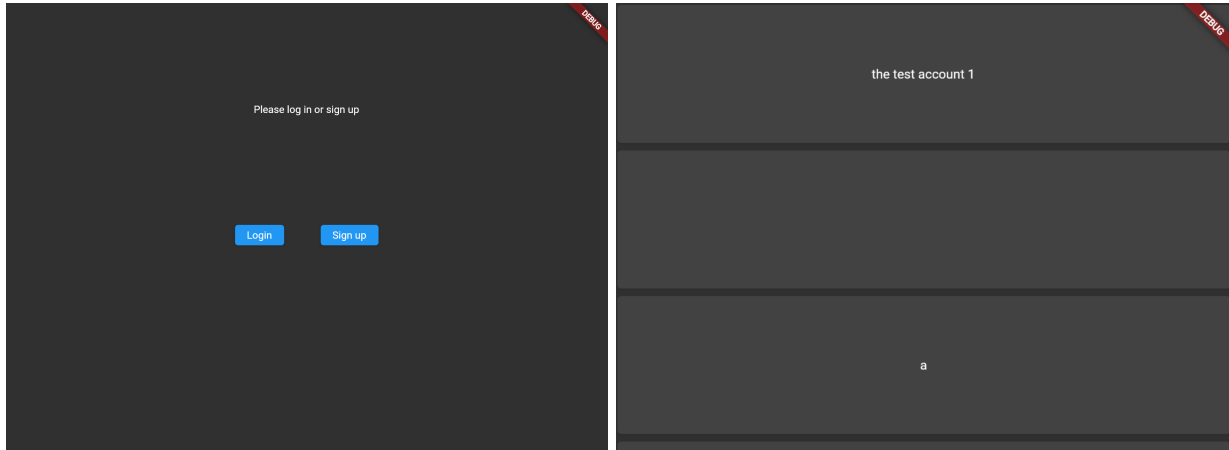 DEBUG
Please log in or sign up
Login
Sign up
DEBUG
the test account 1
a